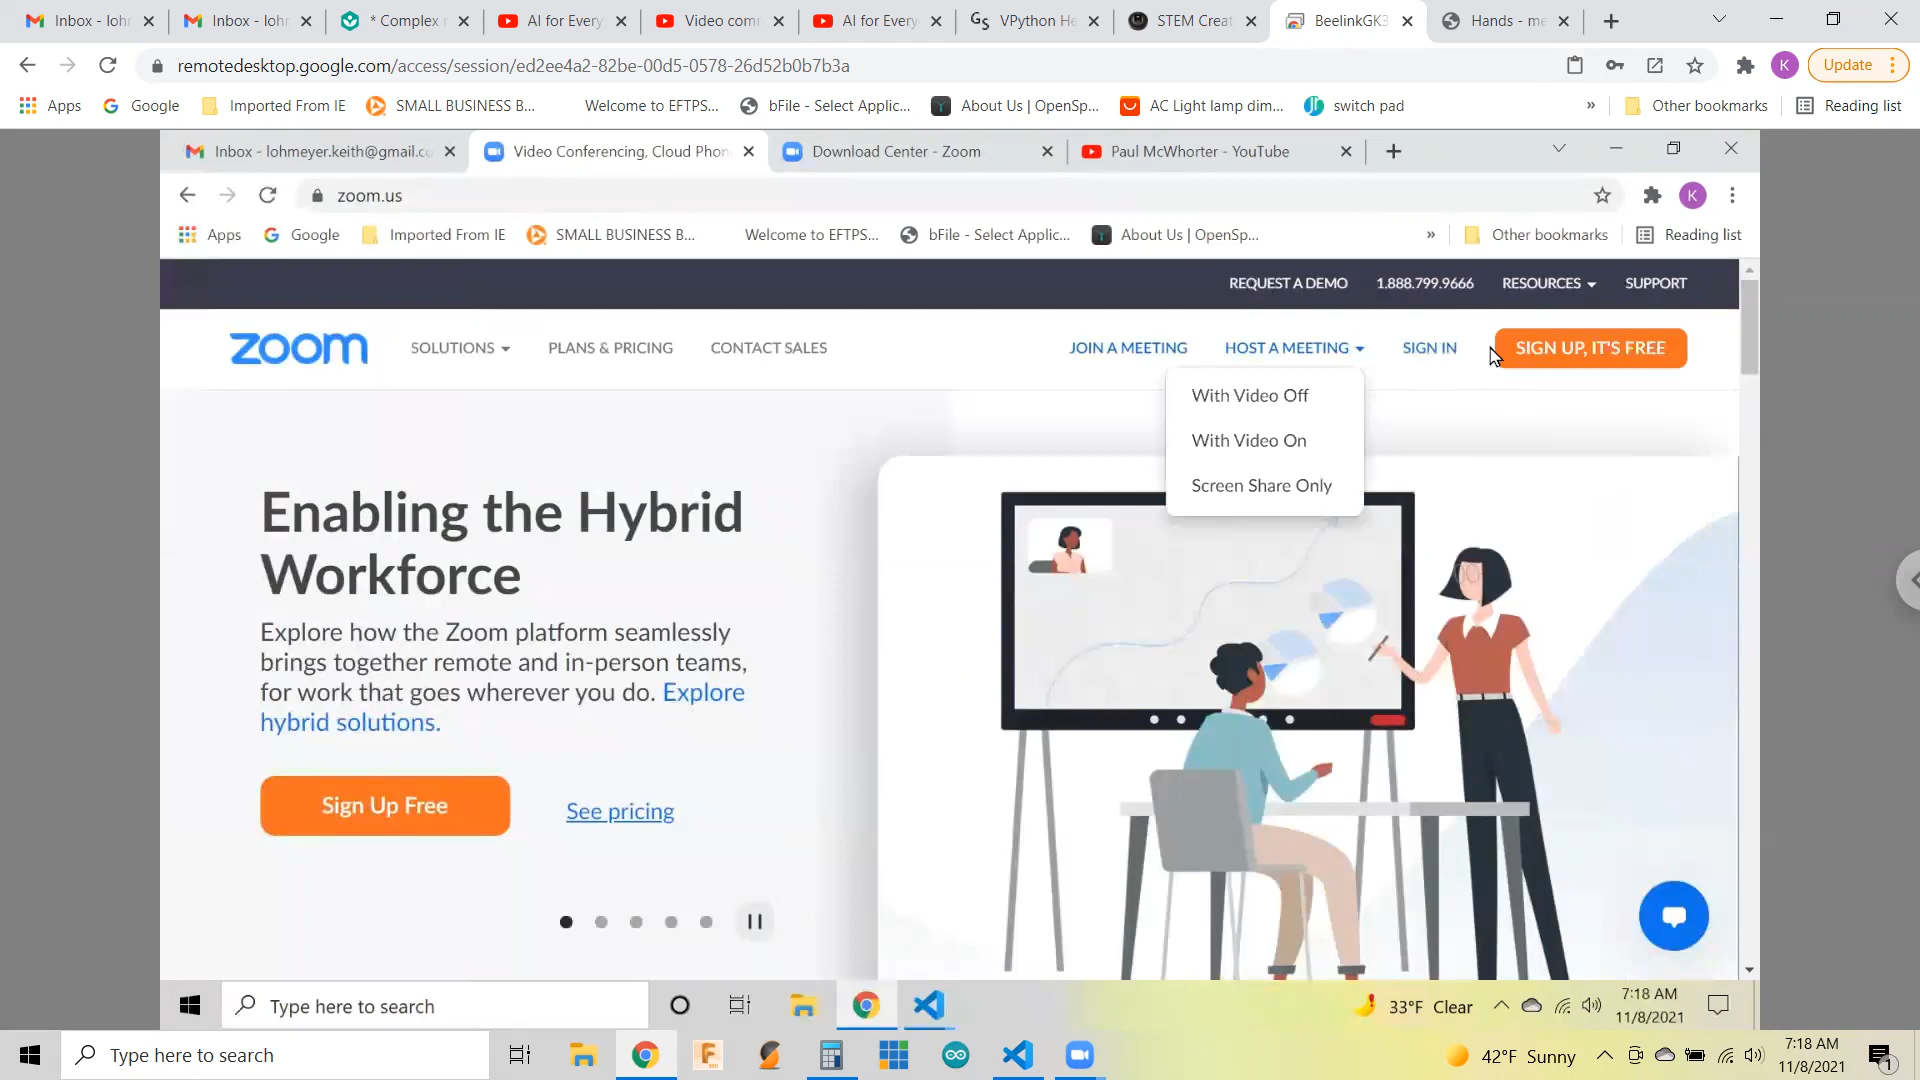 Inbox - loh
Inbox - loh
* Complex
AI for Every
Video com
AI for Every
VPython He
STEM Creat
BeelinkGK3
Hands - me
remotedesktop.google.com/access/session/ed2ee4a2-82be-00d5-0578-26d52b0b7b3a
K
Update
Apps
Google
Imported From IE
SMALL BUSINESS B...
Welcome to EFTPS...
bFile - Select Applic...
About Us | OpenSp...
AC Light lamp dim...
switch pad
»
Other bookmarks
Reading list
Inbox - lohmeyer.keith@gmail.co
Video Conferencing, Cloud Phon
Download Center - Zoom
Paul McWhorter - YouTube
zoom.us
K
Apps
Google
Imported From IE
SMALL BUSINESS B...
Welcome to EFTPS...
bFile - Select Applic...
About Us | OpenSp...
»
Other bookmarks
Reading list
REQUEST A DEMO
1.888.799.9666
RESOURCES
SUPPORT
zoom
SOLUTIONS
PLANS & PRICING
CONTACT SALES
JOIN A MEETING
HOST A MEETING
SIGN IN
SIGN UP, IT'S FREE
With Video Off
With Video On
Screen Share Only
Enabling the Hybrid
Workforce
Explore how the Zoom platform seamlessly
brings together remote and in-person teams,
for work that goes wherever you do. Explore
hybrid solutions.
Sign Up Free
See pricing
Type here to search
33°F Clear
7:18 AM
11/8/2021
Type here to search
42°F Sunny
7:18 AM
11/8/2021
1